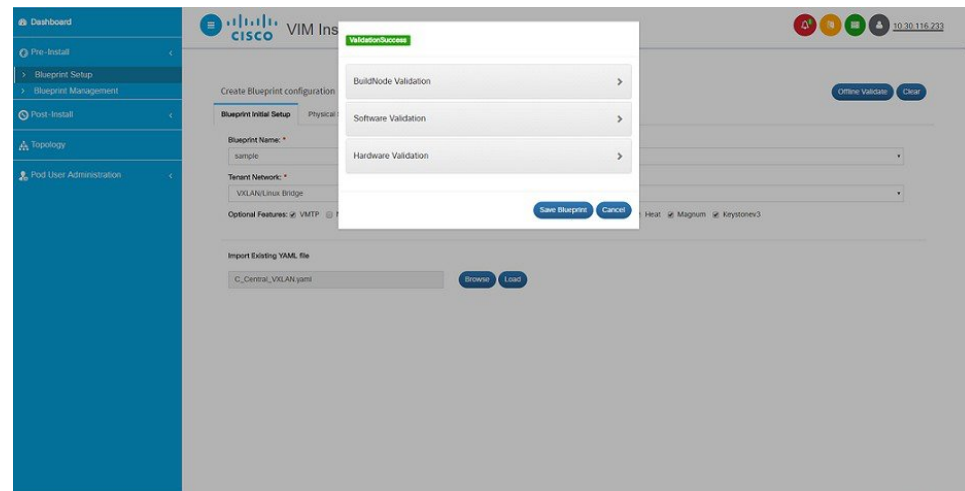 Dashboard
CISCO VIM Ins
10.30.116.233
ValidationSuccess
Pre-Install
Blueprint Setup
Blueprint Management
Post-Install
Topology
Pod User Administration
BuildNode Validation
Software Validation
Hardware Validation
Save Blueprint Cancel
Create Blueprint configuration
Offline Validate Clear
Blueprint Initial Setup Physical
Blueprint Name: *
sample
Tenant Network: *
VXLAN/Linux Bridge
Optional Features: VMTP Heat Magnum Keystonev3
Import Existing YAML file
C_Central_VXLAN.yaml Browse Load